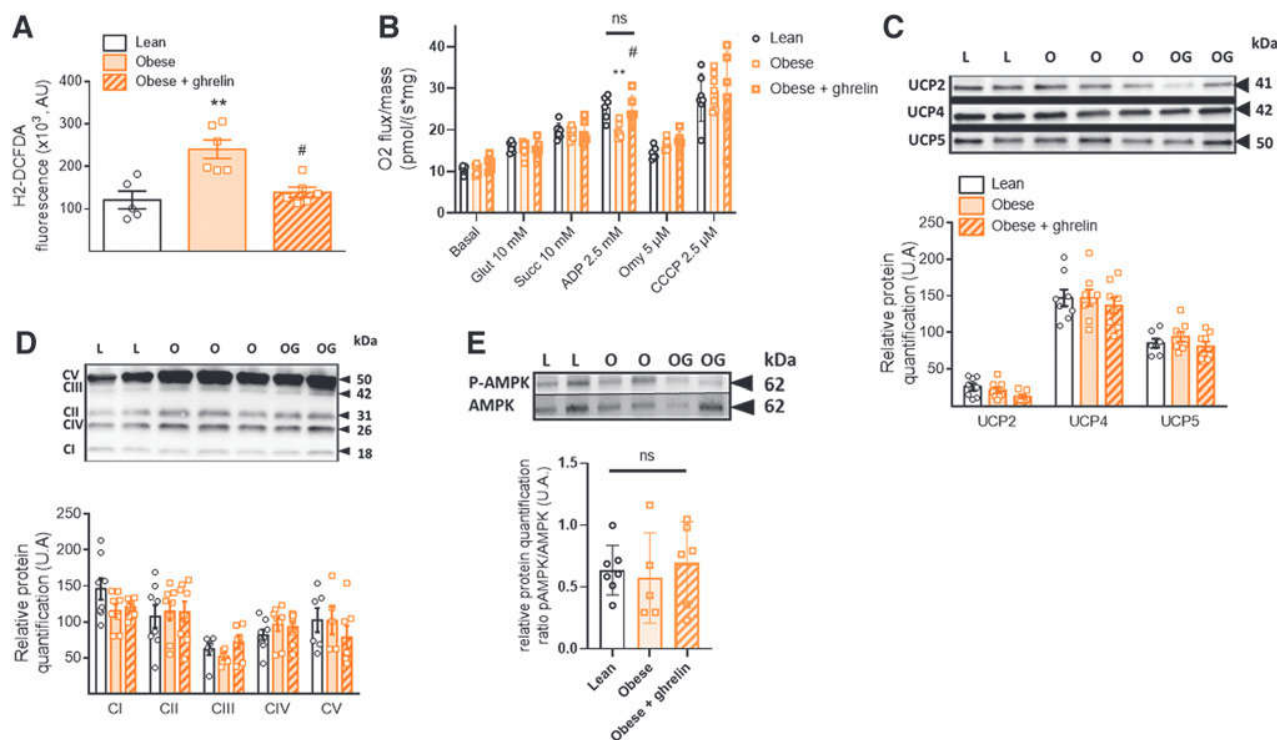 A
Lean
Obese
Obese + ghrelin
H2-DCFDA
fluorescence (x10³, AU)
400
300
200
100
**
#
B
O2 flux/mass
(pmol/(s*mg)
40
30
20
10
0
ns
**
#
Lean
Obese
Obese + ghrelin
Basal
Glut 10 mM
Succ 10 mM
ADP 2.5 mM
Omy 5 µM
CCCP 2.5 µM
C
L L O O O OG OG kDa
UCP2 41
UCP4 42
UCP5 50
Lean
Obese
Obese + ghrelin
Relative protein
quantification (U.A)
250
200
150
100
50
UCP2 UCP4 UCP5
D
L L O O O OG OG kDa
CV 50
CIII 42
CII 31
CIV 26
CI 18
Relative protein
quantification (U.A)
250
200
150
100
50
CI CII CIII CIV CV
E
L L O O OG OG kDa
P-AMPK 62
AMPK 62
relative protein quantification
ratio pAMPK/AMPK (U.A.)
1.5
1.0
0.5
0.0
ns
Lean
Obese
Obese + ghrelin